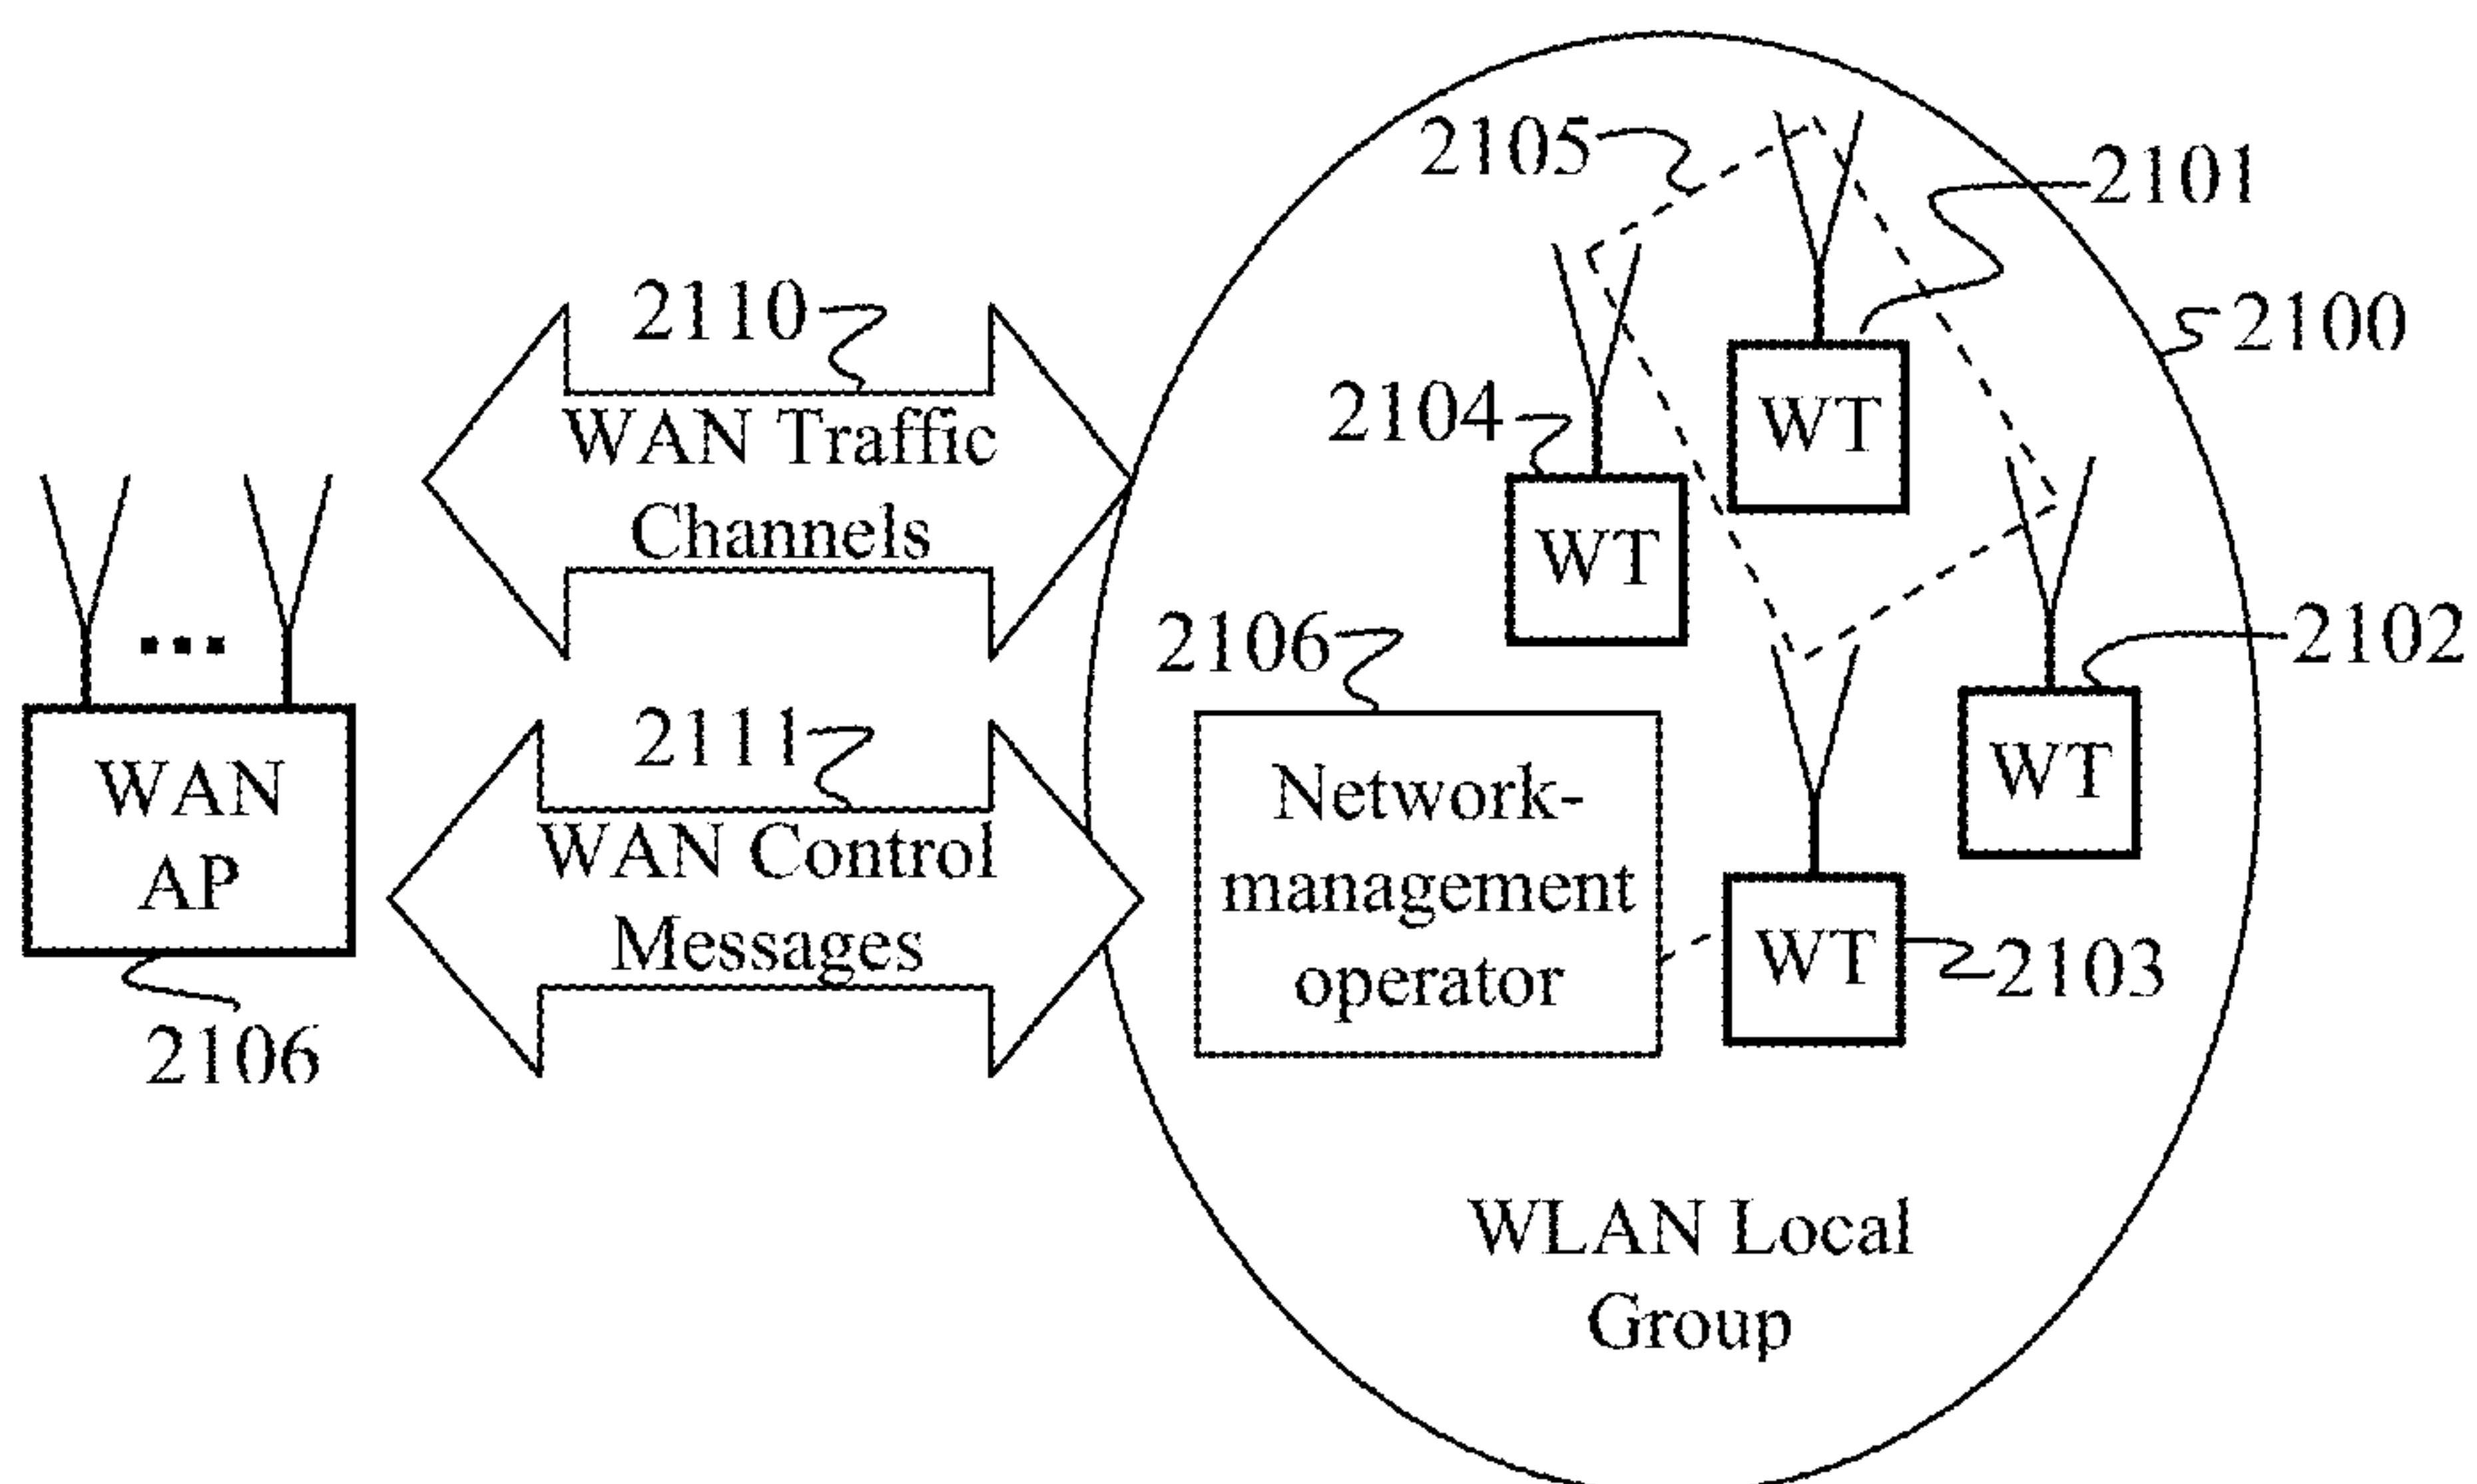 2105
2101
2110
2100
WAN Traffic
Channels
2104
WT
WT
2106
2102
2111
WAN
AP
WAN Control
Messages
Network-
management
operator
WT
WT
2103
2106
WLAN Local
Group